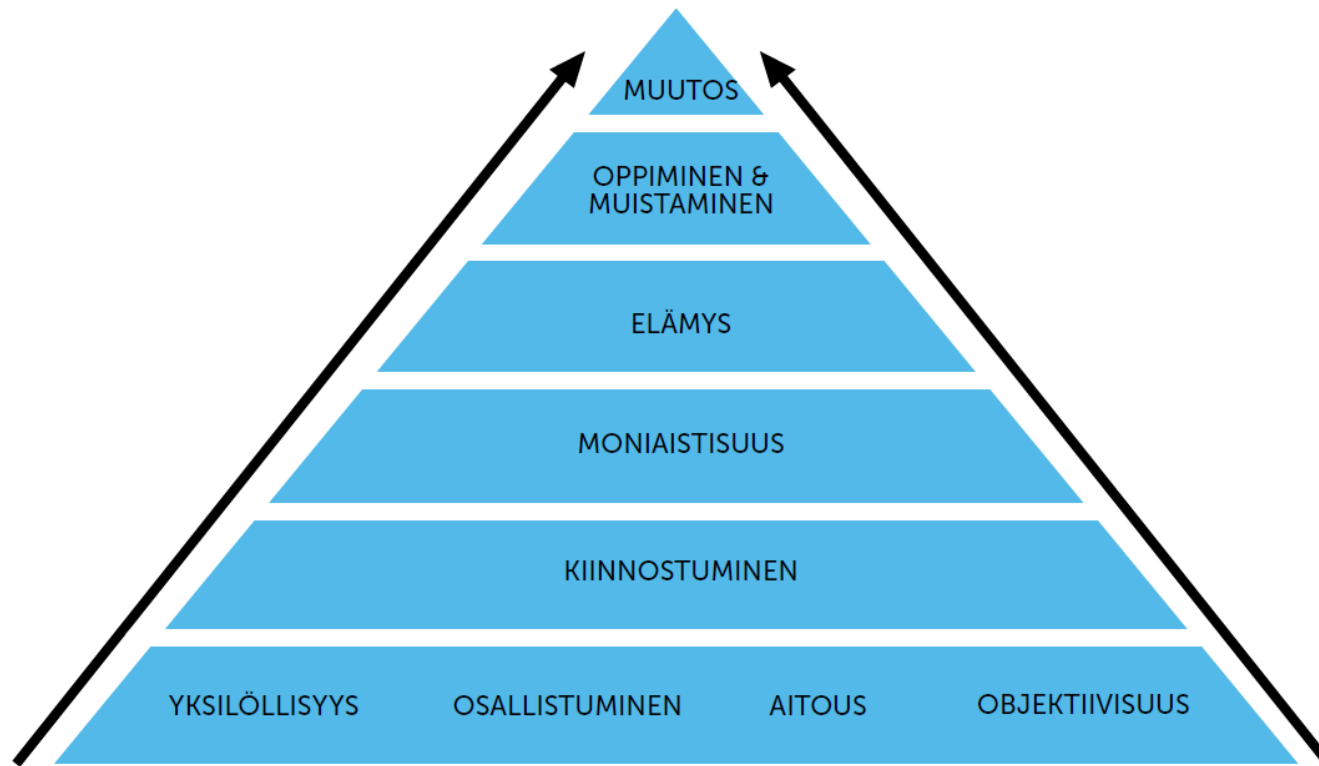 MUUTOS
OPPIMINEN &
MUISTAMINEN
ELÄMYS
MONIAISTISUUS
KIINNOSTUMINEN
YKSILÖLLISYYS OSALLISTUMINEN AITOUS OBJEKTIIVISUUS